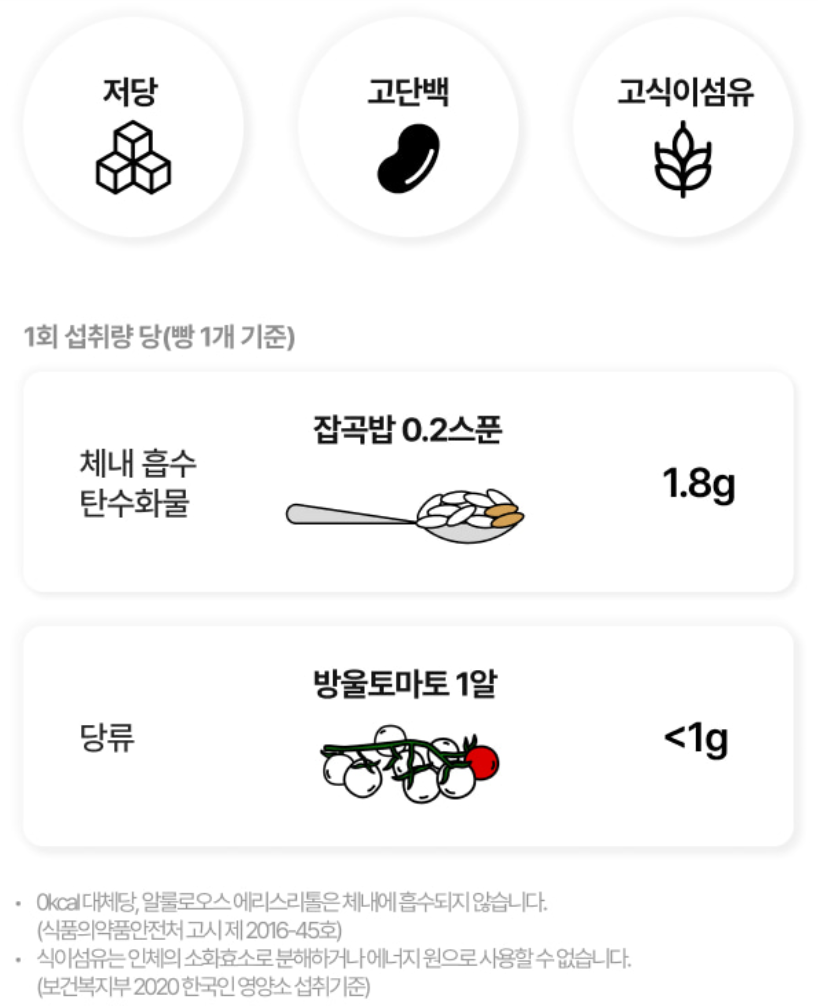 저당
고단백
고식이섬유
1회 섭취량 당(빵 1개 기준)
체내 흡수
탄수화물
잡곡밥 0.2스푼
1.8g
당류
방울토마토 1알
<1g
• 0kcal 대체당, 알룰로오스 에리스리톨은 체내에 흡수되지 않습니다.
(식품의약품안전처 고시 제 2016-45호)
• 식이섬유는 인체의 소화효소로 분해하거나 에너지 원으로 사용할 수 없습니다.
(보건복지부 2020 한국인 영양소 섭취기준)